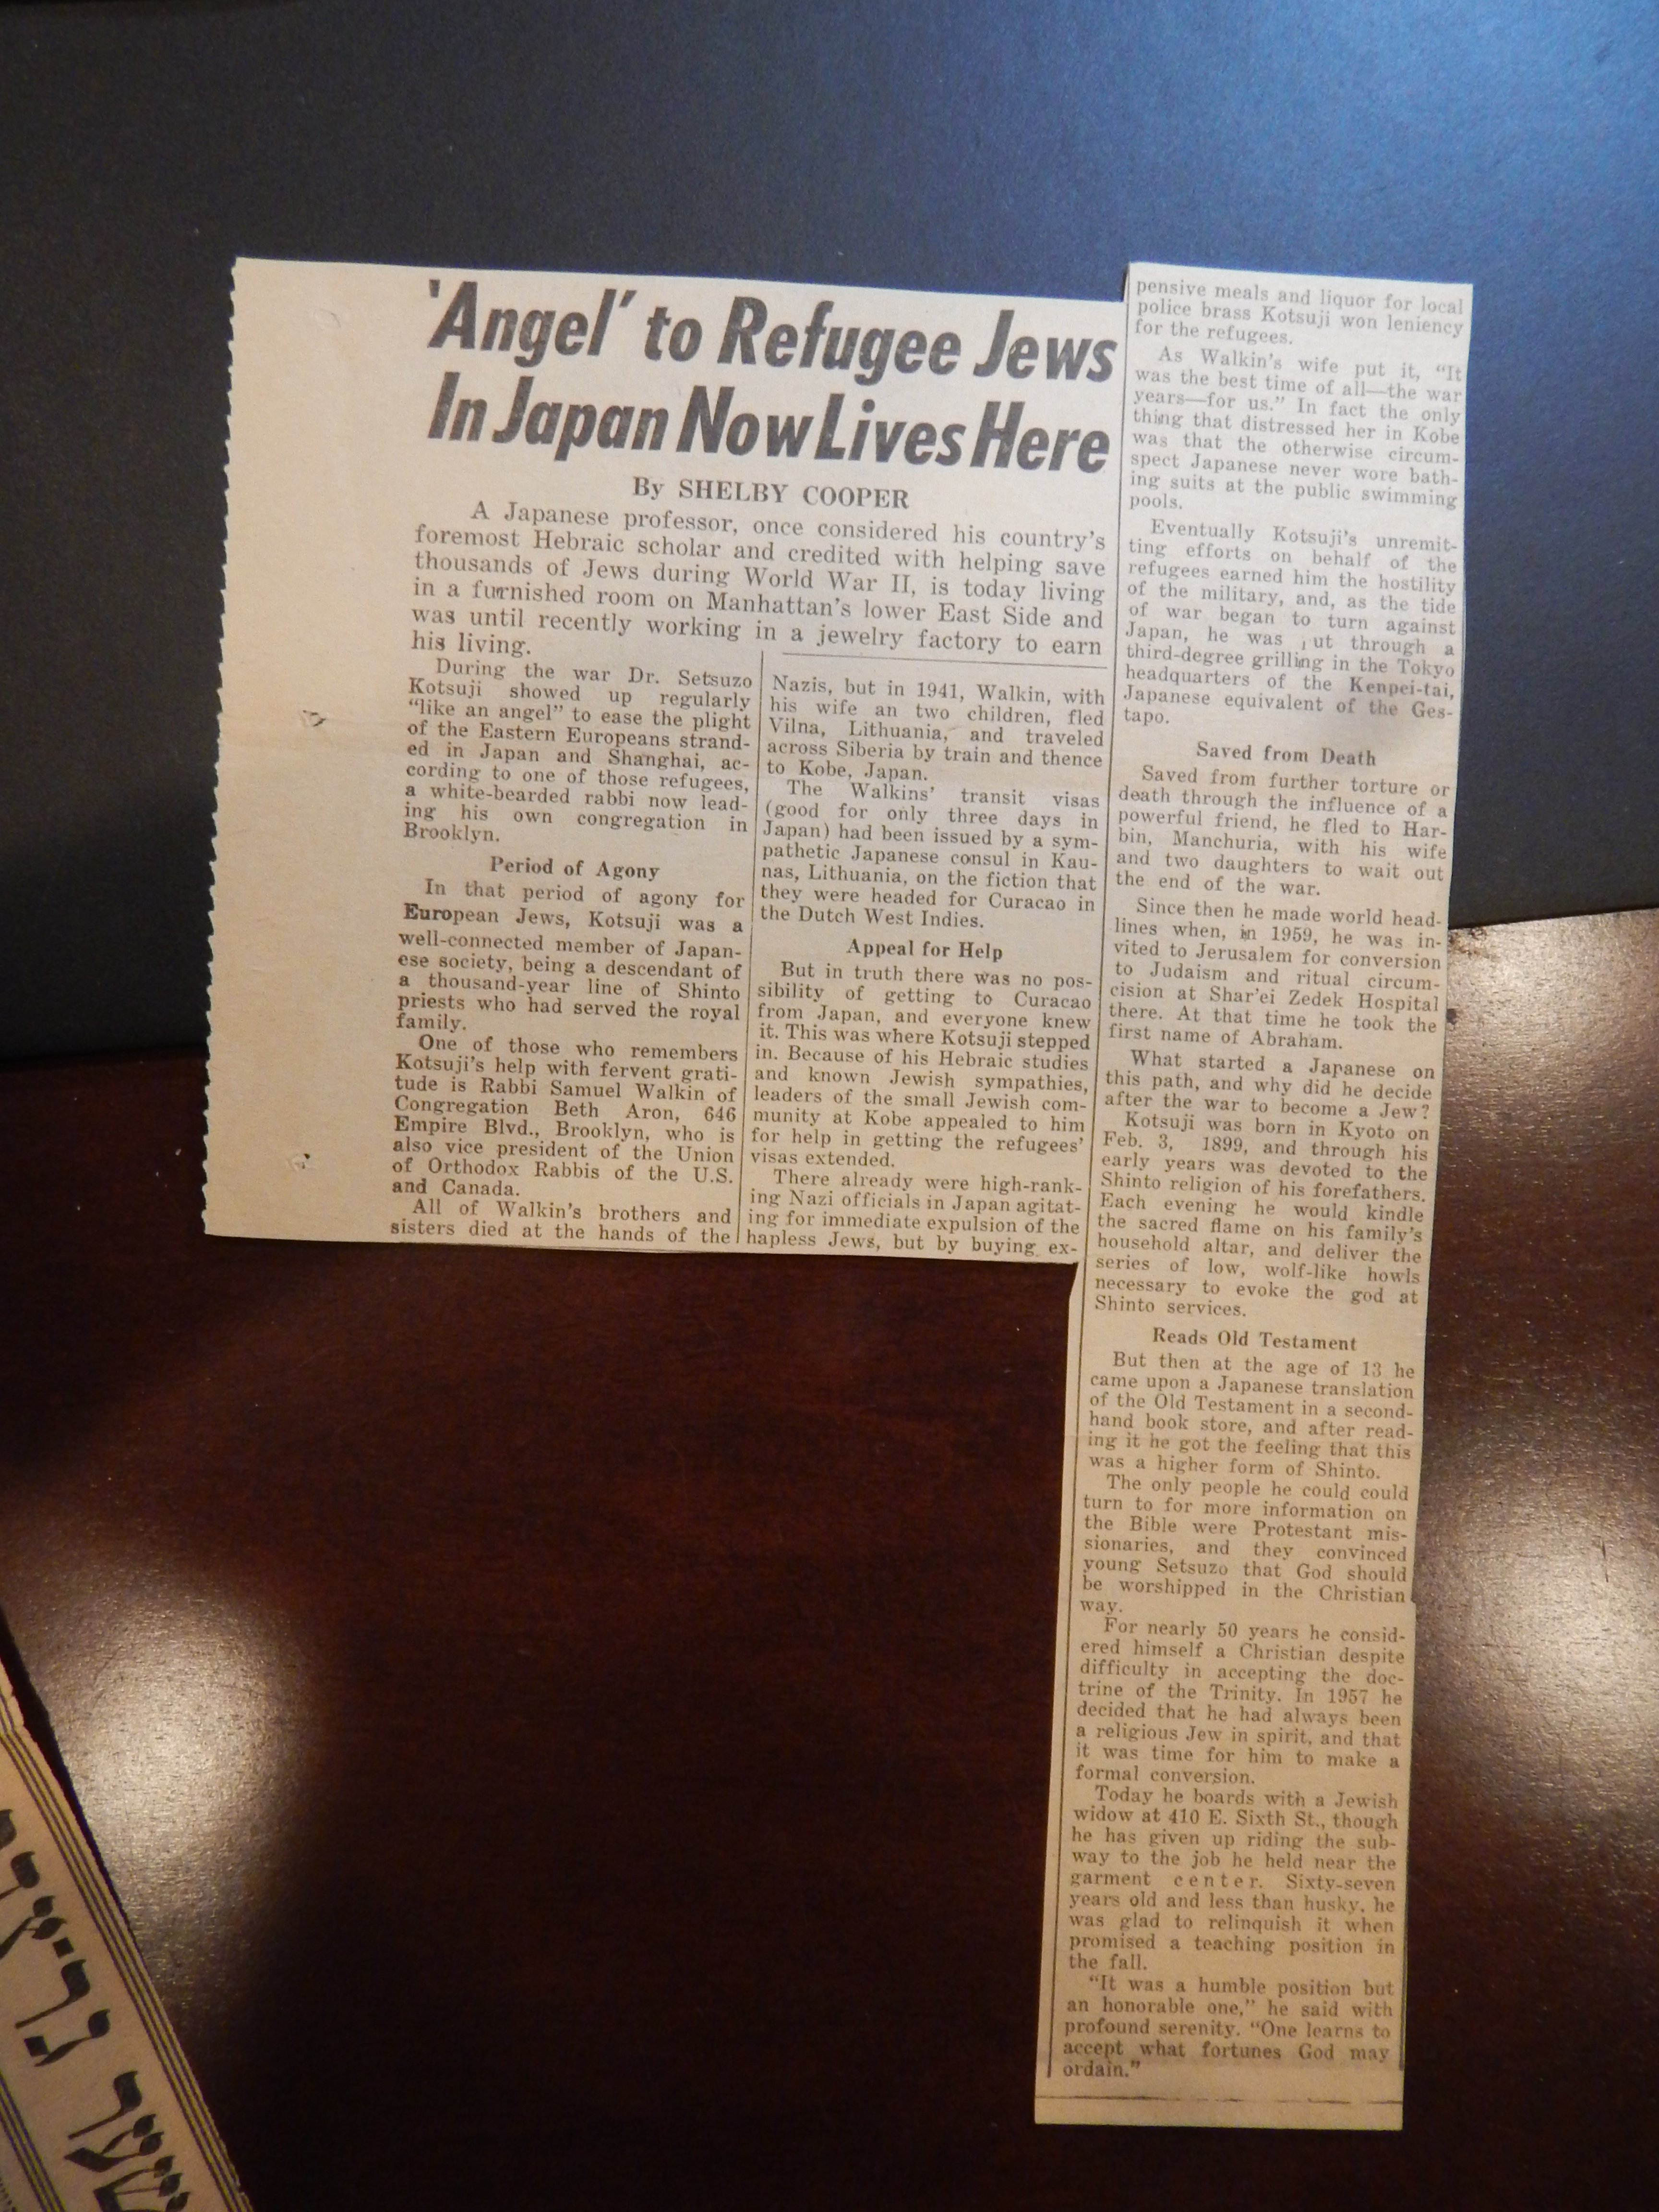 'Angel' to Refugee Jews
In Japan Now Lives Here
By SHELBY COOPER
A Japanese professor, once considered his country's
foremost Hebraic scholar and credited with helping save
thousands of Jews during World War II, is today living
in a furnished room on Manhattan's lower East Side and
was until recently working in a jewelry factory to earn
his living.
During the war Dr. Setsuzo
Kotsuji showed up regularly
"like an angel" to ease the plight
of the Eastern Europeans strand-
ed in Japan and Shanghai, ac-
cording to one of those refugees,
a white-bearded rabbi now lead-
ing his own congregation in
Brooklyn.
Period of Agony
In that period of agony for
European Jews, Kotsuji was a
well-connected member of Japan-
ese society, being a descendant of
a thousand-year line of Shinto
priests who had served the royal
family.
One of those who remembers
Kotsuji's help with fervent grati-
tude is Rabbi Samuel Walkin of
Congregation Beth Aron, 646
Empire Blvd., Brooklyn, who is
also vice president of the Union
of Orthodox Rabbis of the U.S.
and Canada.
All of Walkin's brothers and
sisters died at the hands of the
Nazis, but in 1941, Walkin, with
his wife an two children, fled
Vilna, Lithuania, and traveled
across Siberia by train and thence
to Kobe, Japan.
The Walkins' transit visas
(good for only three days in
Japan) had been issued by a sym-
pathetic Japanese consul in Kau-
nas, Lithuania, on the fiction that
they were headed for Curacao in
the Dutch West Indies.
Appeal for Help
But in truth there was no pos-
sibility of getting to Curacao
from Japan, and everyone knew
it. This was where Kotsuji stepped
in. Because of his Hebraic studies
and known Jewish sympathies,
leaders of the small Jewish com-
munity at Kobe appealed to him
for help in getting the refugees'
visas extended.
There already were high-rank-
ing Nazi officials in Japan agitat-
ing for immediate expulsion of the
hapless Jews, but by buying ex-
pensive meals and liquor for local
police brass Kotsuji won leniency
for the refugees.
As Walkin's wife put it, "It
was the best time of all—the war
years—for us." In fact the only
thing that distressed her in Kobe
was that the otherwise circum-
spect Japanese never wore bath-
ing suits at the public swimming
pools.
Eventually Kotsuji's unremit-
ting efforts on behalf of the
refugees earned him the hostility
of the military, and, as the tide
of war began to turn against
Japan, he was ut through a
third-degree grilling in the Tokyo
headquarters of the Kenpei-tai,
Japanese equivalent of the Ges-
tapo.
Saved from Death
Saved from further torture or
death through the influence of a
powerful friend, he fled to Har-
bin, Manchuria, with his wife
and two daughters to wait out
the end of the war.
Since then he made world head-
lines when, in 1959, he was in-
vited to Jerusalem for conversion
to Judaism and ritual circum-
cision at Shar'ei Zedek Hospital
there. At that time he took the
first name of Abraham.
What started a Japanese on
this path, and why did he decide
after the war to become a Jew?
Kotsuji was born in Kyoto on
Feb. 3, 1899, and through his
early years was devoted to the
Shinto religion of his forefathers.
Each evening he would kindle
the sacred flame on his family's
household altar, and deliver the
series of low, wolf-like howls
necessary to evoke the god at
Shinto services.
Reads Old Testament
But then at the age of 13 he
came upon a Japanese translation
of the Old Testament in a second-
hand book store, and after read-
ing it he got the feeling that this
was a higher form of Shinto.
The only people he could could
turn to for more information on
the Bible were Protestant mis-
sionaries, and they convinced
young Setsuzo that God should
be worshipped in the Christian
way.
For nearly 50 years he consid-
ered himself a Christian despite
difficulty in accepting the doc-
trine of the Trinity. In 1957 he
decided that he had always been
a religious Jew in spirit, and that
it was time for him to make a
formal conversion.
Today he boards with a Jewish
widow at 410 E. Sixth St., though
he has given up riding the sub-
way to the job he held near the
garment center. Sixty-seven
years old and less than husky, he
was glad to relinquish it when
promised a teaching position in
the fall.
"It was a humble position but
an honorable one," he said with
profound serenity. "One learns to
accept what fortunes God may
ordain."